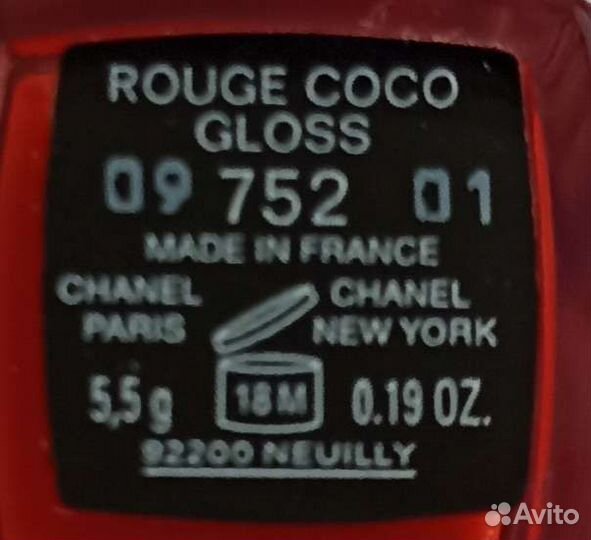 ROUGE COCO
GLOSS
09 752 01
MADE IN FRANCE
CHANEL CHANEL
PARIS NEW YORK
5,5g 18M 0.19 OZ.
92200 NEUILLY
Avito